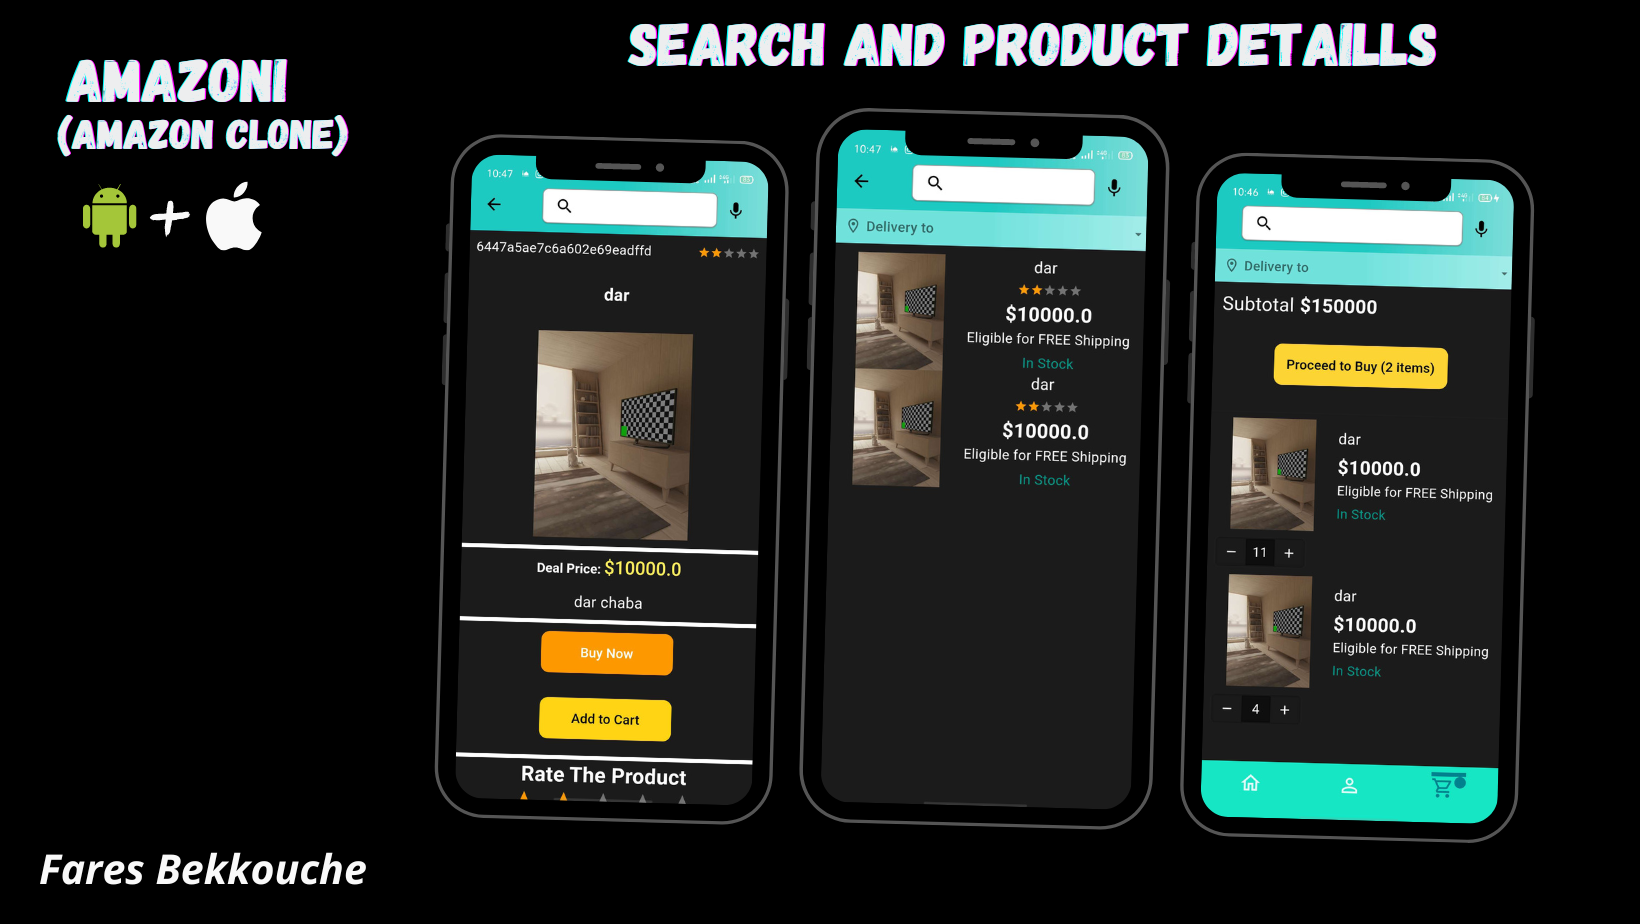 SEARCH AND PRODUCT DETAILLS
AMAZONI
(AMAZON CLONE)
10:47
6447a5ae7c6a602e69eadffd
dar
Deal Price: $10000.0
dar chaba
Buy Now
Add to Cart
Rate The Product
10:47
Delivery to
dar
$10000.0
Eligible for FREE Shipping
In Stock
dar
$10000.0
Eligible for FREE Shipping
In Stock
10:46
Delivery to
Subtotal $150000
Proceed to Buy (2 items)
dar
$10000.0
Eligible for FREE Shipping
In Stock
− 11 +
dar
$10000.0
Eligible for FREE Shipping
In Stock
− 4 +
Fares Bekkouche